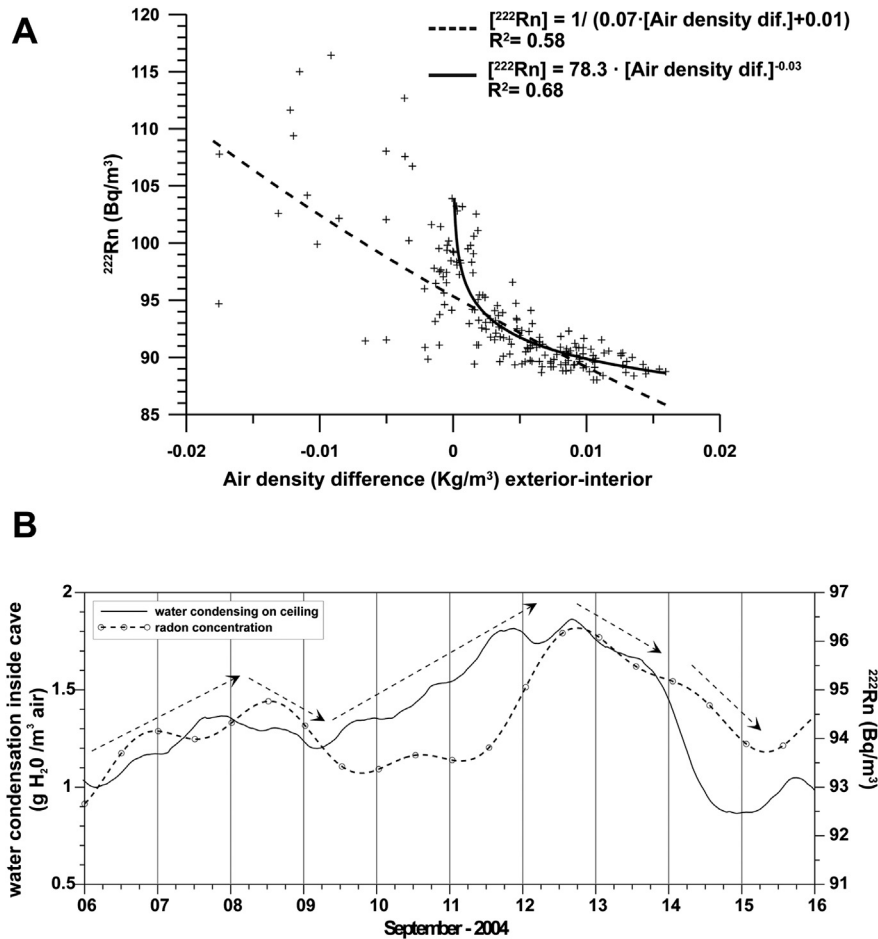 A
[²²²Rn] = 1/ (0.07·[Air density dif.]+0.01)
R²= 0.58
[²²²Rn] = 78.3 · [Air density dif.]⁻⁰·⁰³
R²= 0.68
120
115
110
105
100
95
90
85
²²²Rn (Bq/m³)
-0.02
-0.01
0
0.01
0.02
Air density difference (Kg/m³) exterior-interior
B
water condensing on ceiling
radon concentration
2
1.5
1
0.5
water condensation inside cave
(g H₂0 /m³ air)
97
96
95
94
93
92
91
²²²Rn (Bq/m³)
06
07
08
09
10
11
12
13
14
15
16
September - 2004